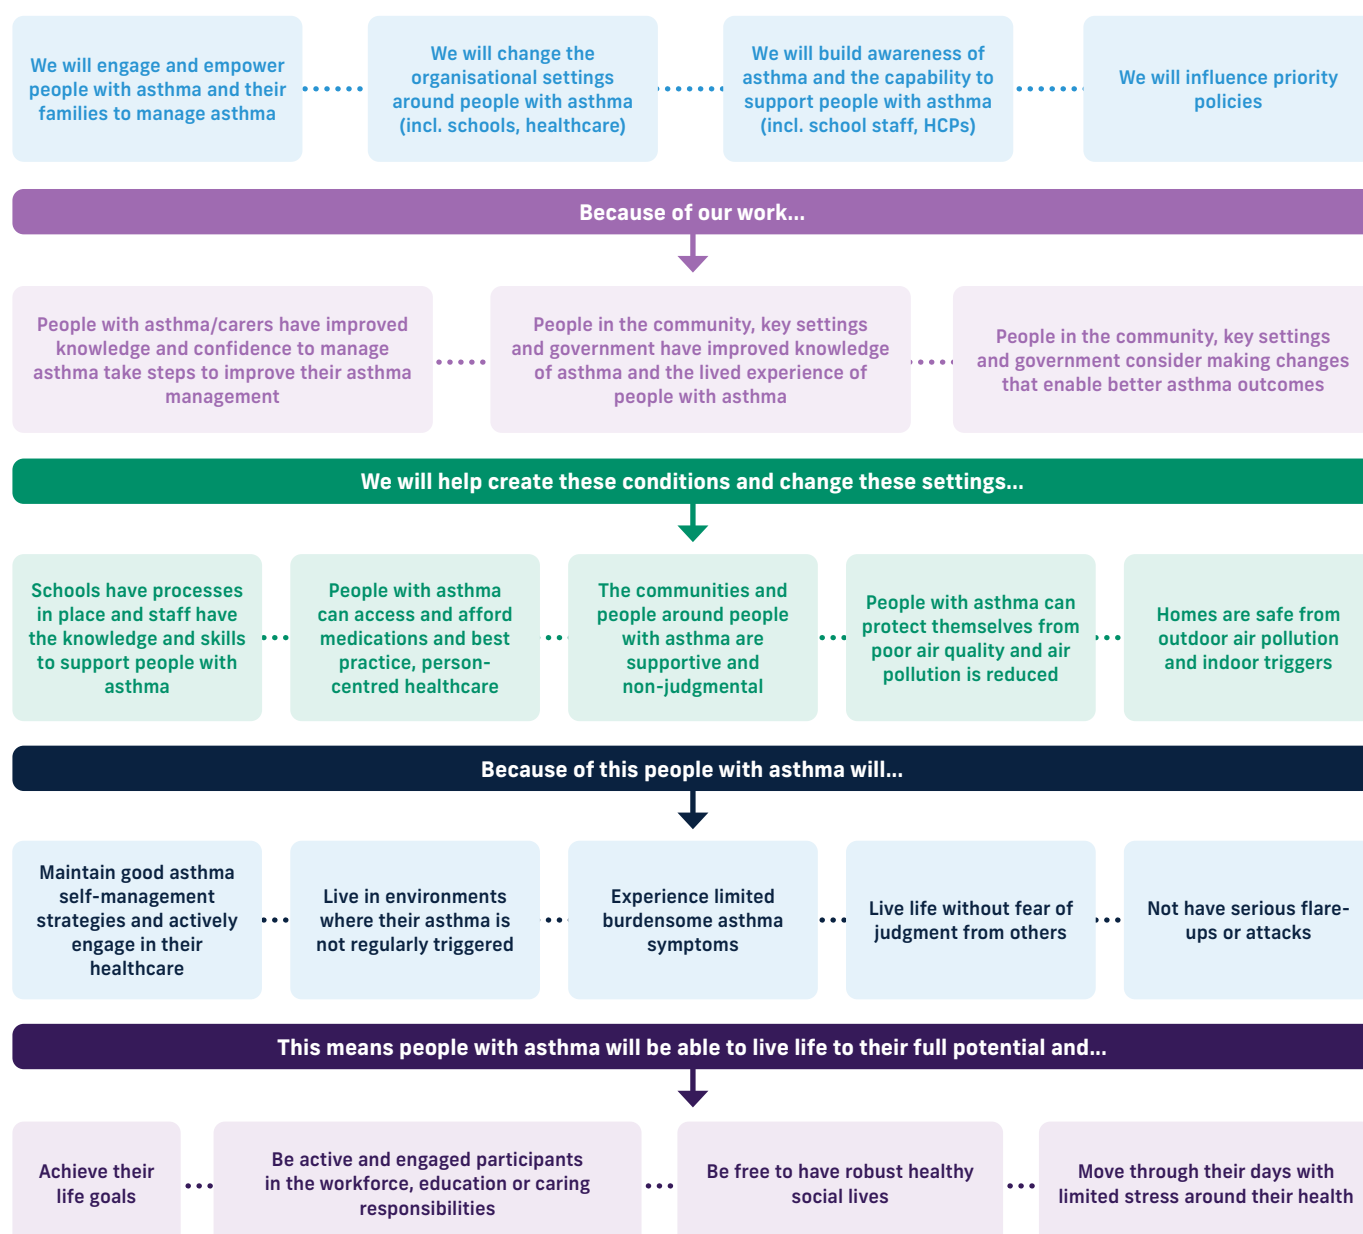 We will engage and empower
people with asthma and their
families to manage asthma
We will change the
organisational settings
around people with asthma
(incl. schools, healthcare)
We will build awareness of
asthma and the capability to
support people with asthma
(incl. school staff, HCPs)
We will influence priority
policies
Because of our work...
People with asthma/carers have improved
knowledge and confidence to manage
asthma take steps to improve their asthma
management
People in the community, key settings
and government have improved knowledge
of asthma and the lived experience of
people with asthma
People in the community, key settings
and government consider making changes
that enable better asthma outcomes
We will help create these conditions and change these settings...
Schools have processes
in place and staff have
the knowledge and skills
to support people with
asthma
People with asthma
can access and afford
medications and best
practice, person-
centred healthcare
The communities and
people around people
with asthma are
supportive and
non-judgmental
People with asthma can
protect themselves from
poor air quality and air
pollution is reduced
Homes are safe from
outdoor air pollution
and indoor triggers
Because of this people with asthma will...
Maintain good asthma
self-management
strategies and actively
engage in their
healthcare
Live in environments
where their asthma is
not regularly triggered
Experience limited
burdensome asthma
symptoms
Live life without fear of
judgment from others
Not have serious flare-
ups or attacks
This means people with asthma will be able to live life to their full potential and...
Achieve their
life goals
Be active and engaged participants
in the workforce, education or caring
responsibilities
Be free to have robust healthy
social lives
Move through their days with
limited stress around their health